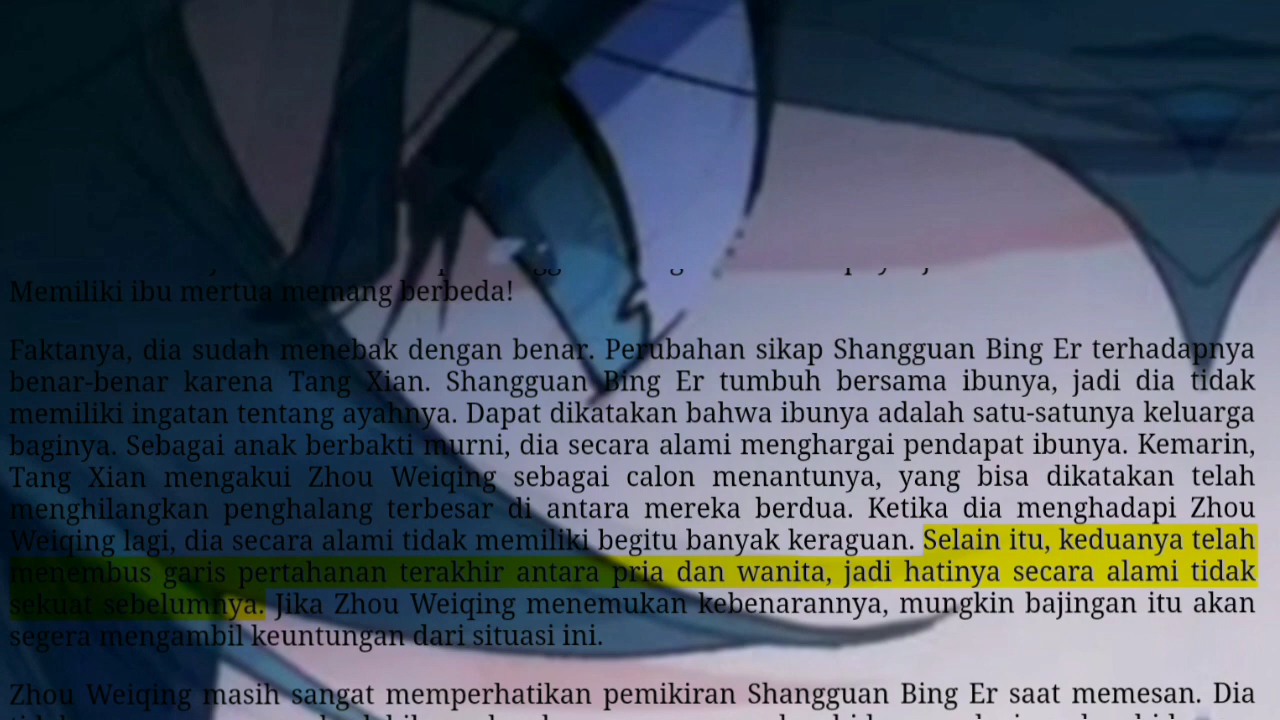 Memiliki ibu mertua memang berbeda!
Faktanya, dia sudah menebak dengan benar. Perubahan sikap Shangguan Bing Er terhadapnya
benar-benar karena Tang Xian. Shangguan Bing Er tumbuh bersama ibunya, jadi dia tidak
memiliki ingatan tentang ayahnya. Dapat dikatakan bahwa ibunya adalah satu-satunya keluarga
baginya. Sebagai anak berbakti murni, dia secara alami menghargai pendapat ibunya. Kemarin,
Tang Xian mengakui Zhou Weiqing sebagai calon menantunya, yang bisa dikatakan telah
menghilangkan penghalang terbesar di antara mereka berdua. Ketika dia menghadapi Zhou
Weiqing lagi, dia secara alami tidak memiliki begitu banyak keraguan. Selain itu, keduanya telah
menembus garis pertahanan terakhir antara pria dan wanita, jadi hatinya secara alami tidak
sekuat sebelumnya. Jika Zhou Weiqing menemukan kebenarannya, mungkin bajingan itu akan
segera mengambil keuntungan dari situasi ini.
Zhou Weiqing masih sangat memperhatikan pemikiran Shangguan Bing Er saat memesan. Dia